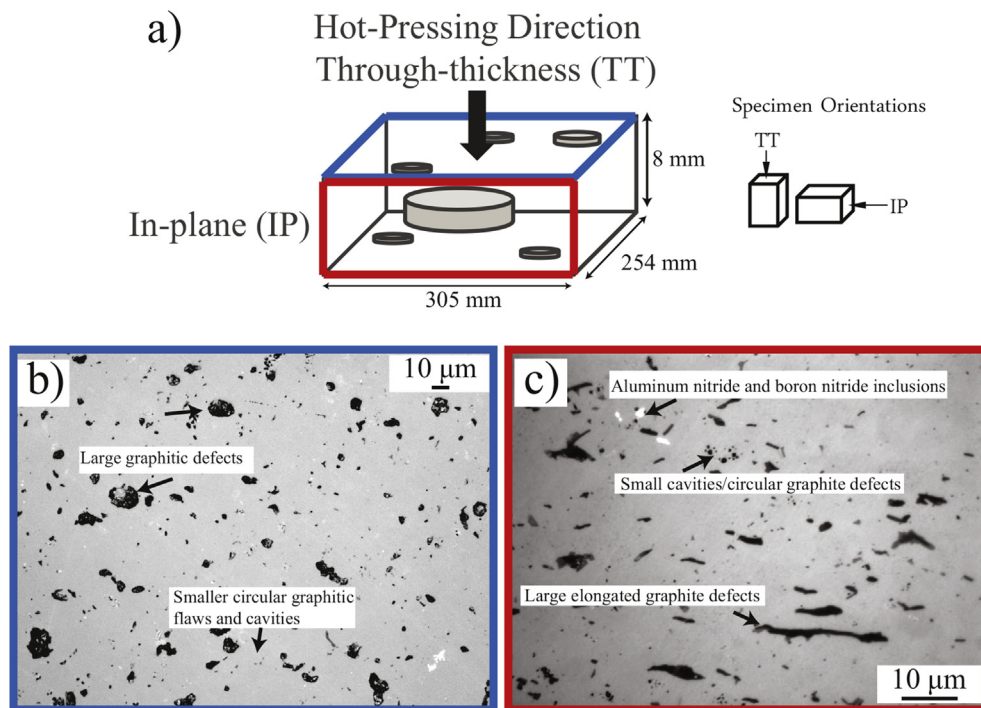 a)
Hot-Pressing Direction
Through-thickness (TT)
Specimen Orientations
TT
8 mm
In-plane (IP)
IP
254 mm
305 mm
b)
10 μm
Large graphitic defects
Smaller circular graphitic
flaws and cavities
c)
Aluminum nitride and boron nitride inclusions
Small cavities/circular graphite defects
Large elongated graphite defects
10 μm